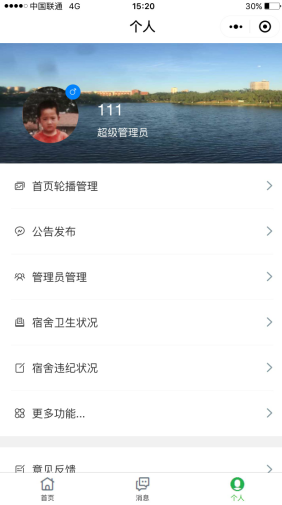 中国联通 4G 15:20 30%
个人
111
超级管理员
首页轮播管理
公告发布
管理员管理
宿舍卫生状况
宿舍违纪状况
更多功能...
意见反馈
首页 消息 个人